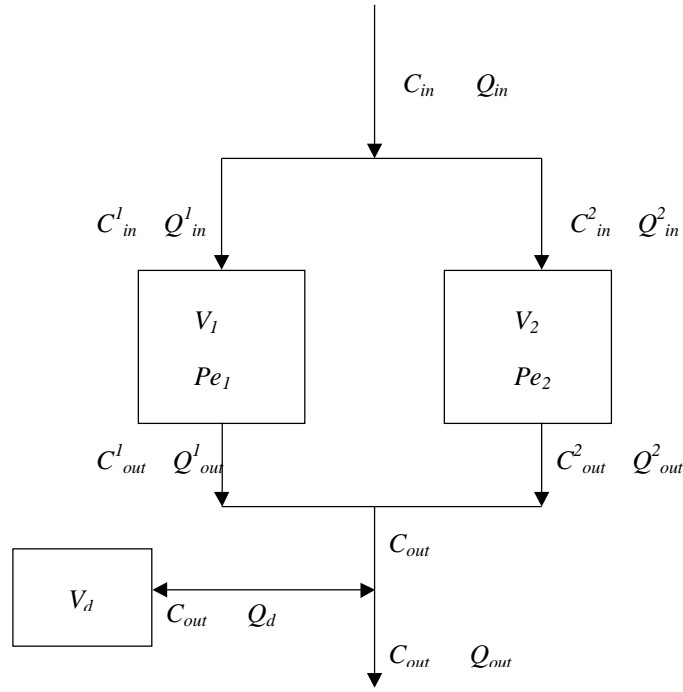 C_in Q_in
C^1_in Q^1_in C^2_in Q^2_in
V_1 V_2
Pe_1 Pe_2
C^1_out Q^1_out C^2_out Q^2_out
C_out
V_d
C_out Q_d
C_out Q_out